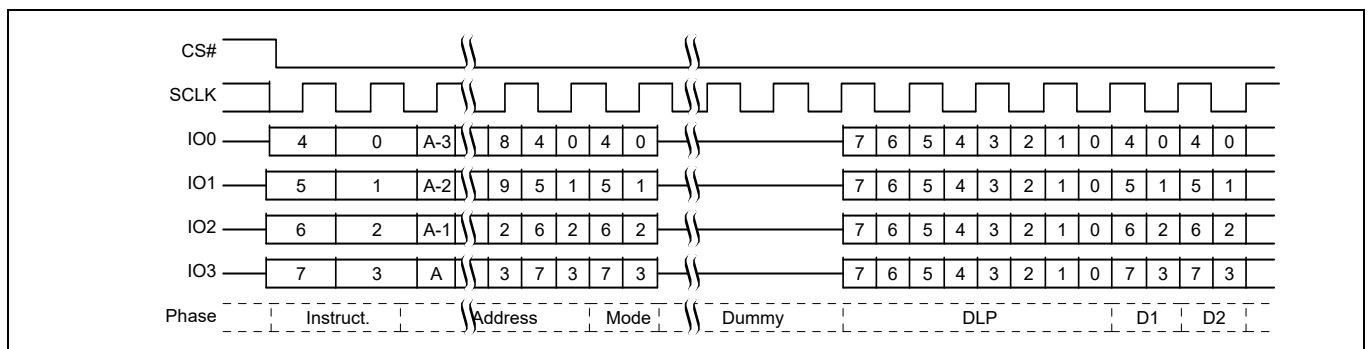 CS#
SCLK
IO0 4 0 A-3 8 4 0 4 0 7 6 5 4 3 2 1 0 4 0 4 0
IO1 5 1 A-2 9 5 1 5 1 7 6 5 4 3 2 1 0 5 1 5 1
IO2 6 2 A-1 2 6 2 6 2 7 6 5 4 3 2 1 0 6 2 6 2
IO3 7 3 A 3 7 3 7 3 7 6 5 4 3 2 1 0 7 3 7 3
Phase Instruct. Address Mode Dummy DLP D1 D2